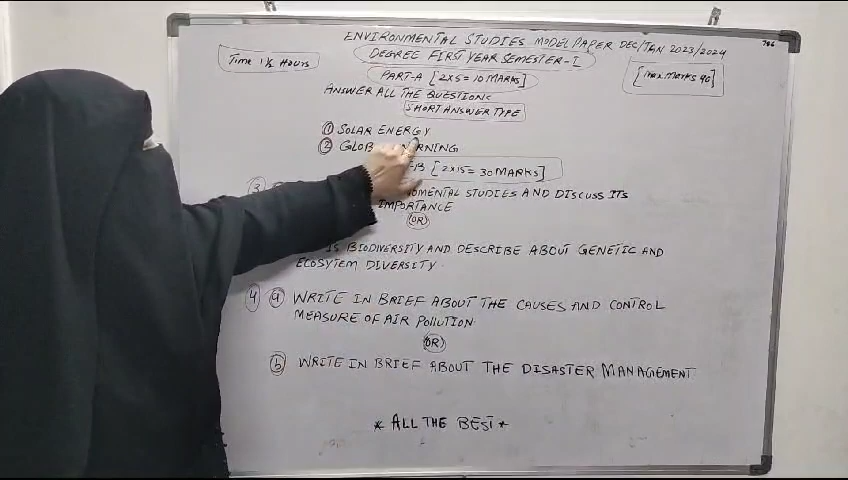 ENVIRONMENTAL STUDIES MODEL PAPER DEC/JAN 2023/2024
Time 1½ Hours
DEGREE FIRST YEAR SEMESTER-I
[max marks 40]
PART-A [2x5=10 MARKS]
ANSWER ALL THE QUESTIONS
SHORT ANSWER TYPE
① SOLAR ENERGY
② GLOB RNING
-B [2x15= 30 MARKS]
3 NOMENTAL STUDIES AND DISCUSS ITS
IMPORTANCE
(OR)
IS BIODIVERSITY AND DESCRIBE ABOUT GENETIC AND
ECOSYTEM DIVERSITY.
4 a WRITE IN BRIEF ABOUT THE CAUSES AND CONTROL
MEASURE OF AIR POllUTION
(OR)
b WRITE IN BRIEF ABOUT THE DISASTER MANAGEMENT
* ALL THE BEST *